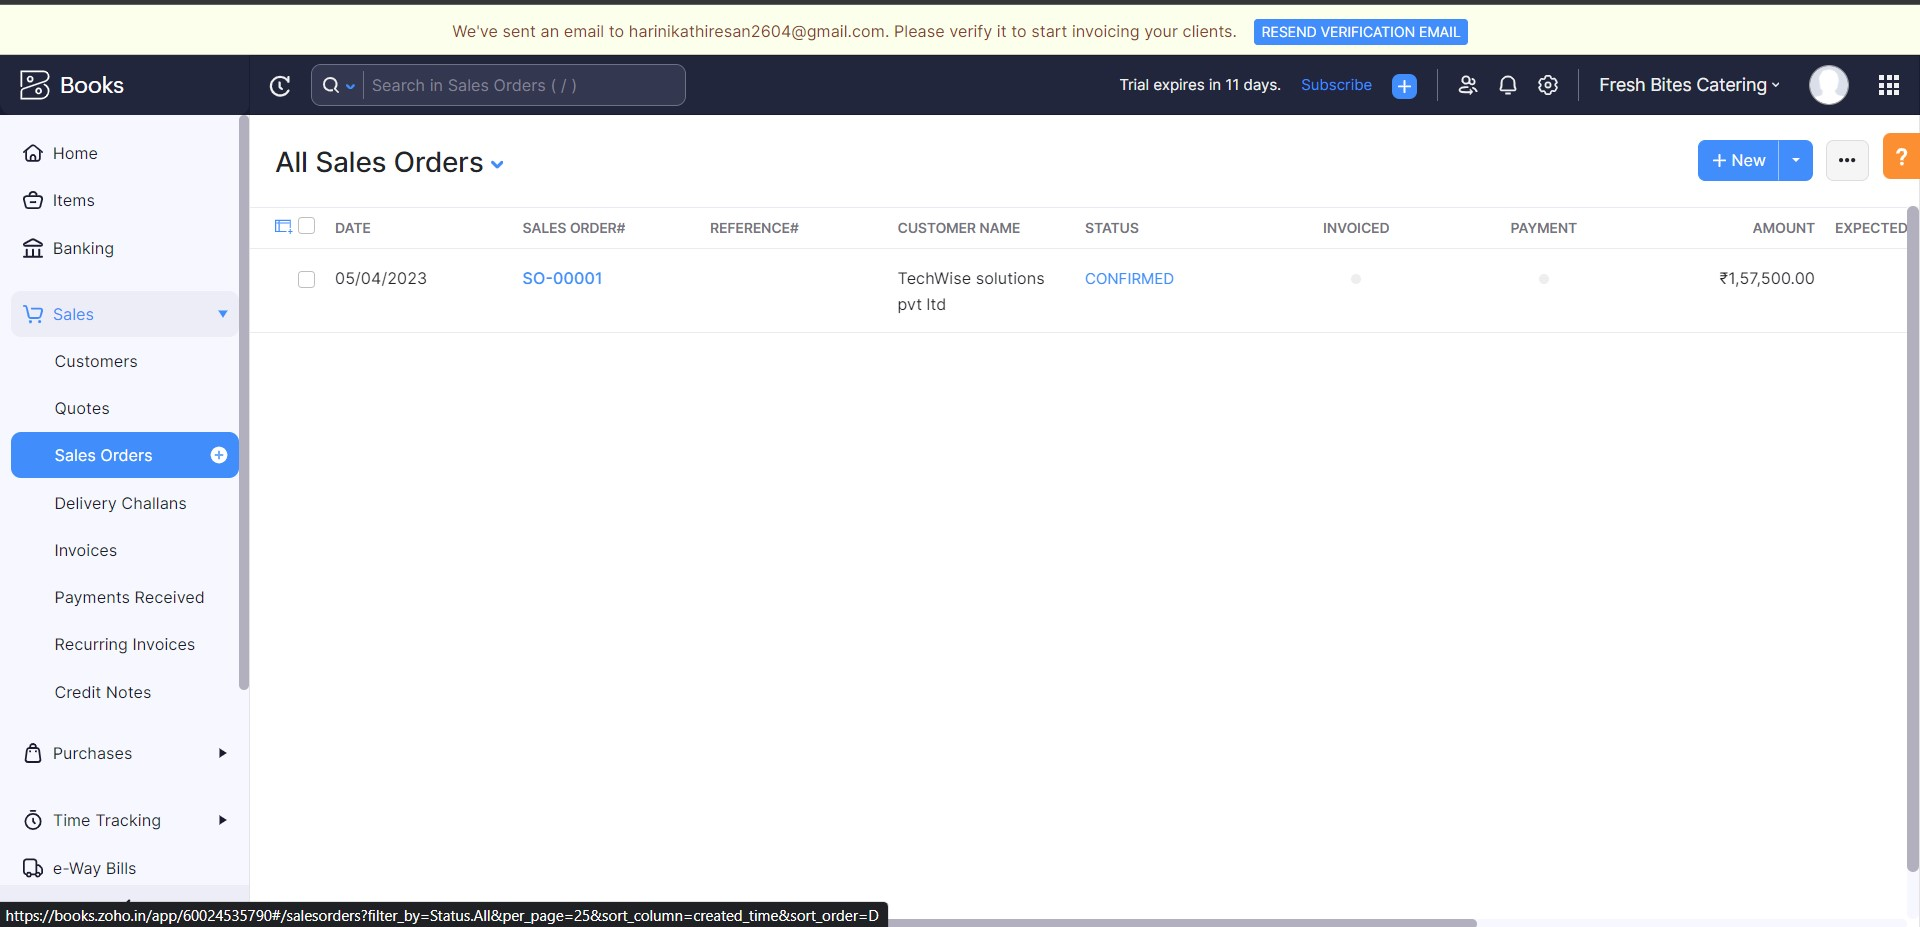 We've sent an email to harinikathiresan2604@gmail.com. Please verify it to start invoicing your clients. RESEND VERIFICATION EMAIL
Books
Search in Sales Orders ( / )
Trial expires in 11 days. Subscribe
Fresh Bites Catering
Home
Items
Banking
Sales
Customers
Quotes
Sales Orders
Delivery Challans
Invoices
Payments Received
Recurring Invoices
Credit Notes
Purchases
Time Tracking
e-Way Bills
All Sales Orders
+ New
?
DATE SALES ORDER# REFERENCE# CUSTOMER NAME STATUS INVOICED PAYMENT AMOUNT EXPECTED
05/04/2023 SO-00001 TechWise solutions CONFIRMED ₹1,57,500.00
pvt ltd
https://books.zoho.in/app/60024535790#/salesorders?filter_by=Status.All&per_page=25&sort_column=created_time&sort_order=D